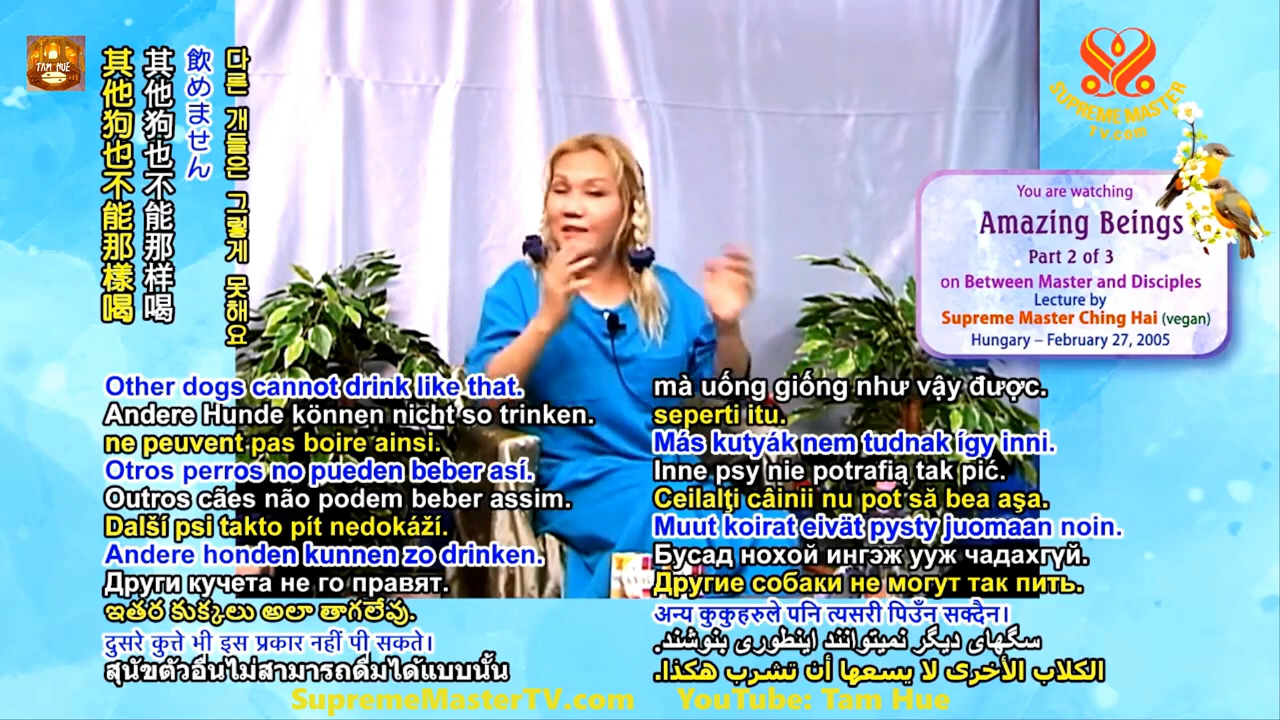 TAM HUE
다른 개들은 그렇게 못해요
飲めません
其他狗也不能那样喝
其他狗也不能那樣喝
SUPREME MASTER
TV.com
You are watching
Amazing Beings
Part 2 of 3
on Between Master and Disciples
Lecture by
Supreme Master Ching Hai (vegan)
Hungary – February 27, 2005
Other dogs cannot drink like that.
Andere Hunde können nicht so trinken.
ne peuvent pas boire ainsi.
Otros perros no pueden beber así.
Outros cães não podem beber assim.
Další psi takto pít nedokáží.
Andere honden kunnen zo drinken.
Други кучета не го правят.
ఇతర కుక్కలు అలా తాగలేవు.
दुसरे कुत्ते भी इस प्रकार नहीं पी सकते।
สุนัขตัวอื่นไม่สามารถดื่มได้แบบนั้น
mà uống giống như vậy được.
seperti itu.
Más kutyák nem tudnak így inni.
Inne psy nie potrafią tak pić.
Ceilalţi câinii nu pot să bea aşa.
Muut koirat eivät pysty juomaan noin.
Бусад нохой ингэж ууж чадахгүй.
Другие собаки не могут так пить.
अन्य कुकुहरुले पनि त्यसरी पिउँन सक्दैन।
سگهای دیگر نمیتوانند اینطوری بنوشند.
الكلاب الأخرى لا يسعها أن تشرب هكذا.
SupremeMasterTV.com
YouTube: Tam Hue